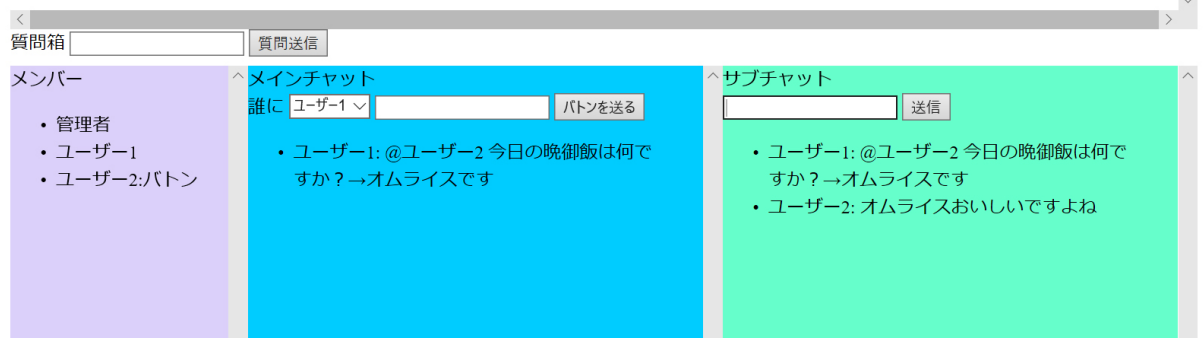 質問箱 質問送信
メンバー
・ 管理者
・ ユーザー1
・ ユーザー2:バトン
メインチャット
誰に ユーザー1 バトンを送る
・ ユーザー1: @ユーザー2 今日の晩御飯は何で
すか？→オムライスです
サブチャット
送信
・ ユーザー1: @ユーザー2 今日の晩御飯は何で
すか？→オムライスです
・ ユーザー2: オムライスおいしいですよね